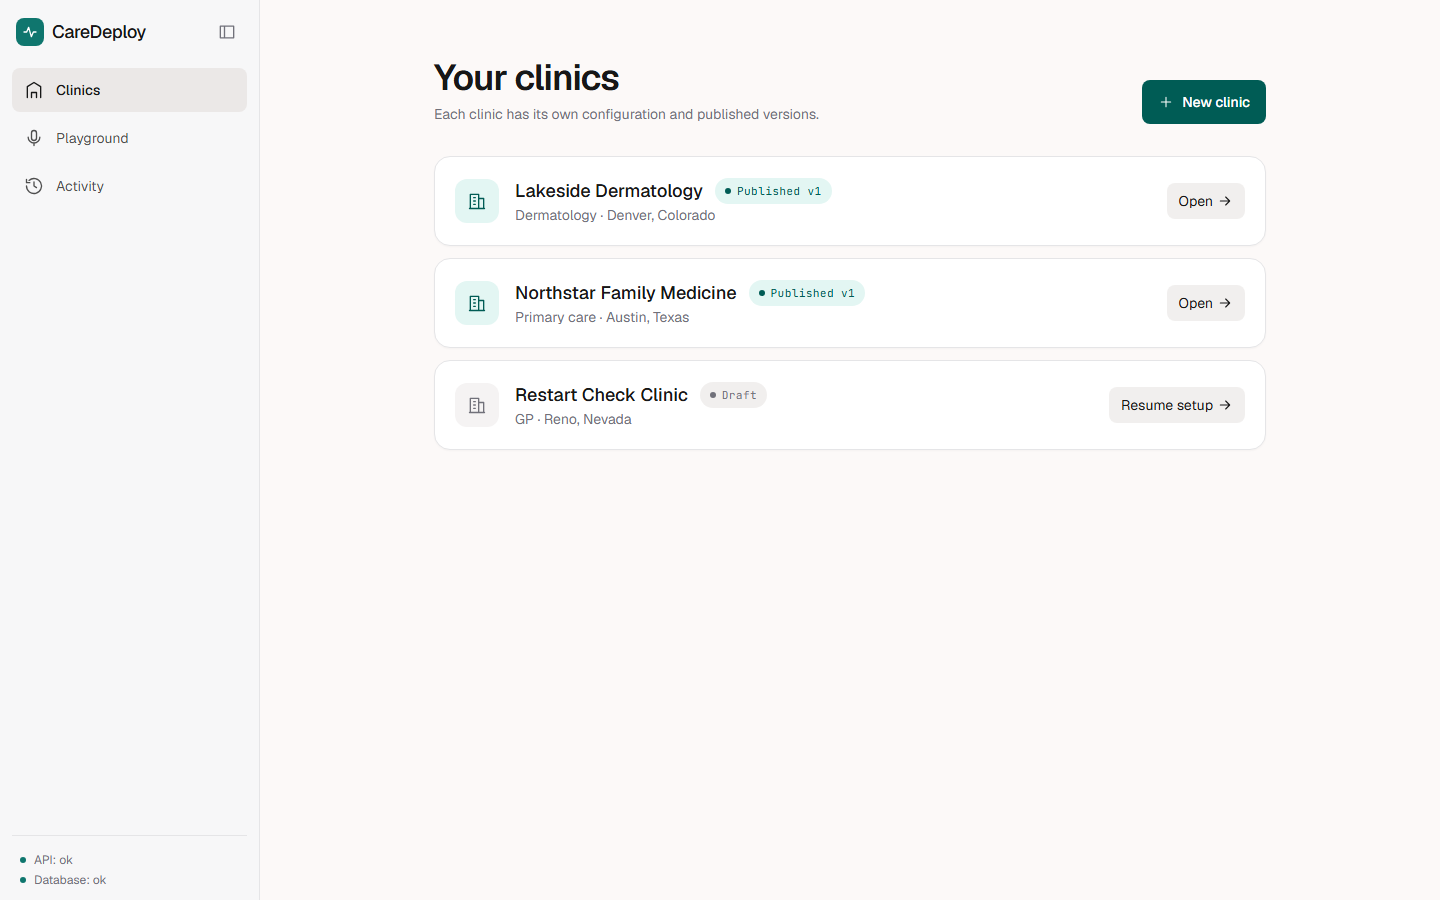 CareDeploy
Clinics
Playground
Activity
API: ok
Database: ok
Your clinics
Each clinic has its own configuration and published versions.
New clinic
Lakeside Dermatology
Published v1
Dermatology · Denver, Colorado
Open →
Northstar Family Medicine
Published v1
Primary care · Austin, Texas
Open →
Restart Check Clinic
Draft
GP · Reno, Nevada
Resume setup →